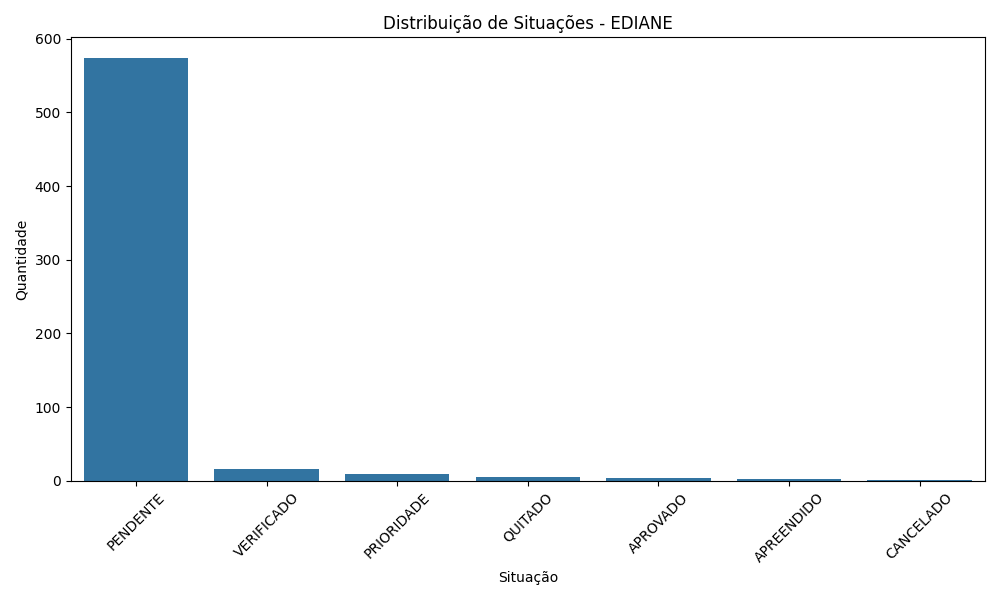 Distribuição de Situações - EDIANE
600
500
400
300
200
100
0
Quantidade
PENDENTE
VERIFICADO
PRIORIDADE
QUITADO
APROVADO
APREENDIDO
CANCELADO
Situação